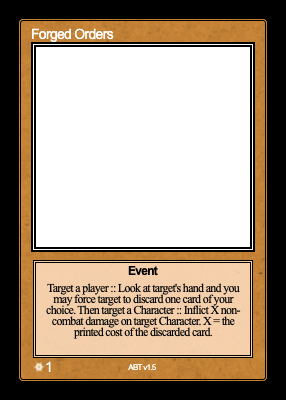 Forged Orders
Event
Target a player :: Look at target's hand and you
may force target to discard one card of your
choice. Then target a Character :: Inflict X non-
combat damage on target Character. X = the
printed cost of the discarded card.
1
ABT v1.5